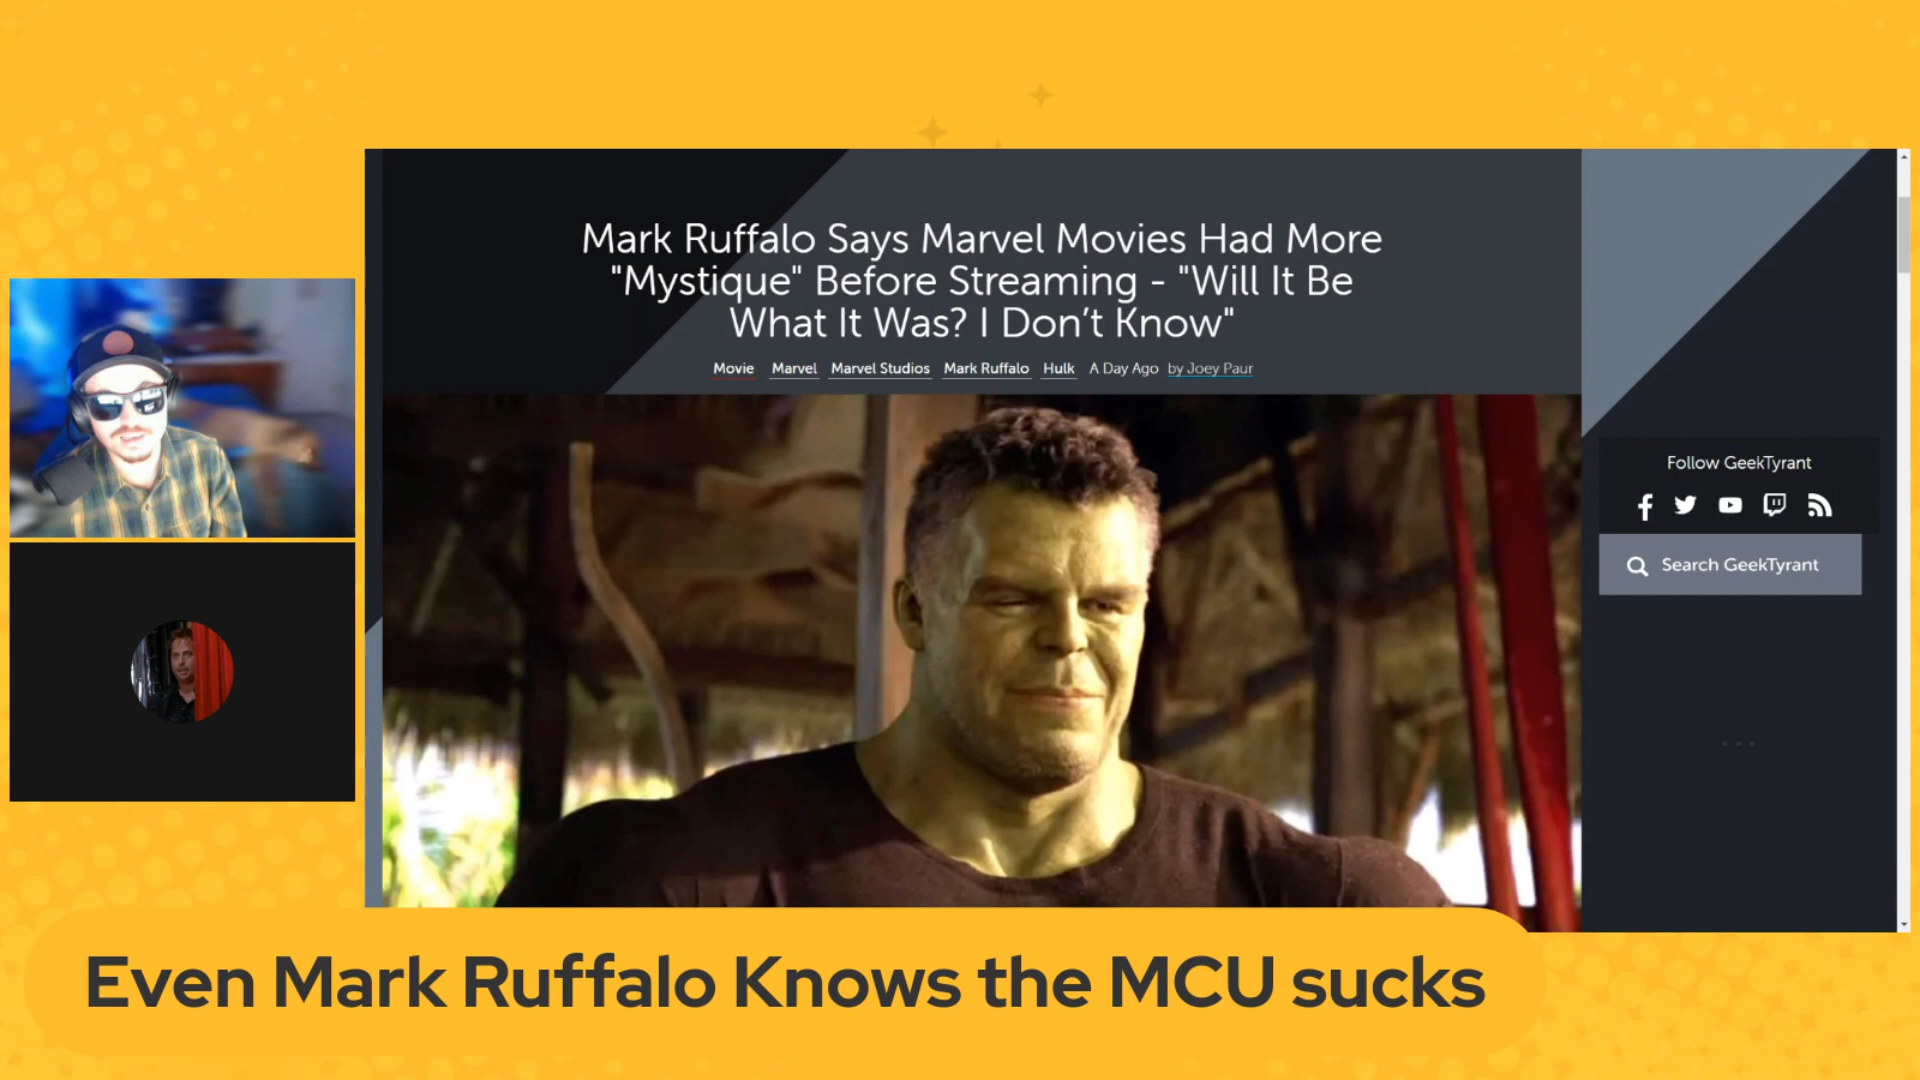 Mark Ruffalo Says Marvel Movies Had More
"Mystique" Before Streaming - "Will It Be
What It Was? I Don't Know"
Movie Marvel Marvel Studios Mark Ruffalo Hulk A Day Ago by Joey Paur
Follow GeekTyrant
Search GeekTyrant
Even Mark Ruffalo Knows the MCU sucks